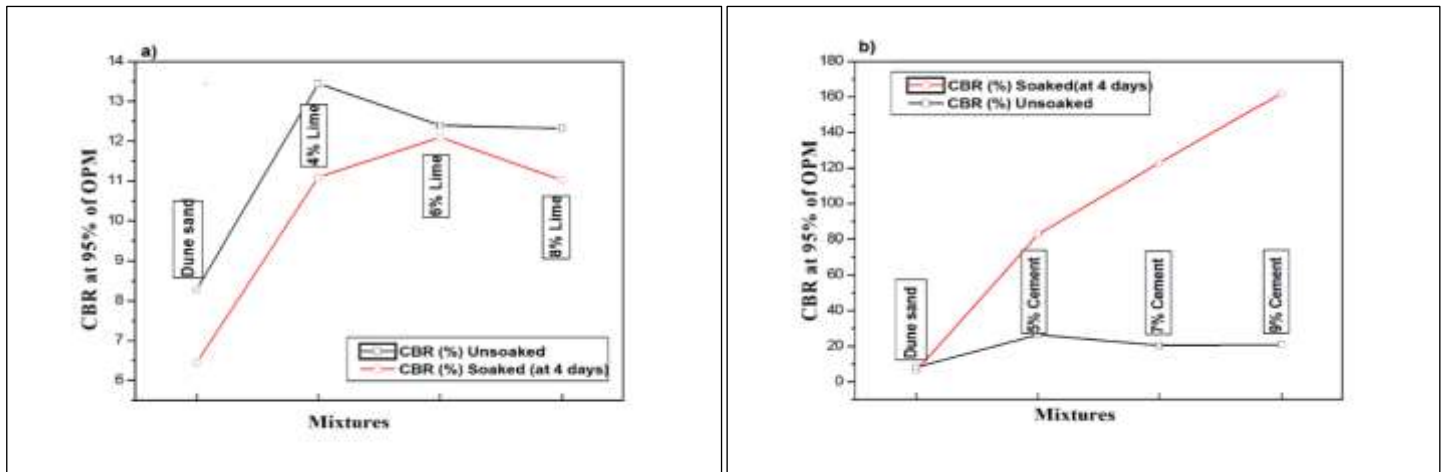 a)
CBR at 95% of OPM
14
13
12
11
10
9
8
7
6
Dune sand
4% Lime
6% Lime
8% Lime
CBR (%) Unsoaked
CBR (%) Soaked (at 4 days)
Mixtures
b)
CBR at 95% of OPM
180
160
140
120
100
80
60
40
20
0
CBR (%) Soaked(at 4 days)
CBR (%) Unsoaked
Dune sand
5% Cement
7% Cement
9% Cement
Mixtures